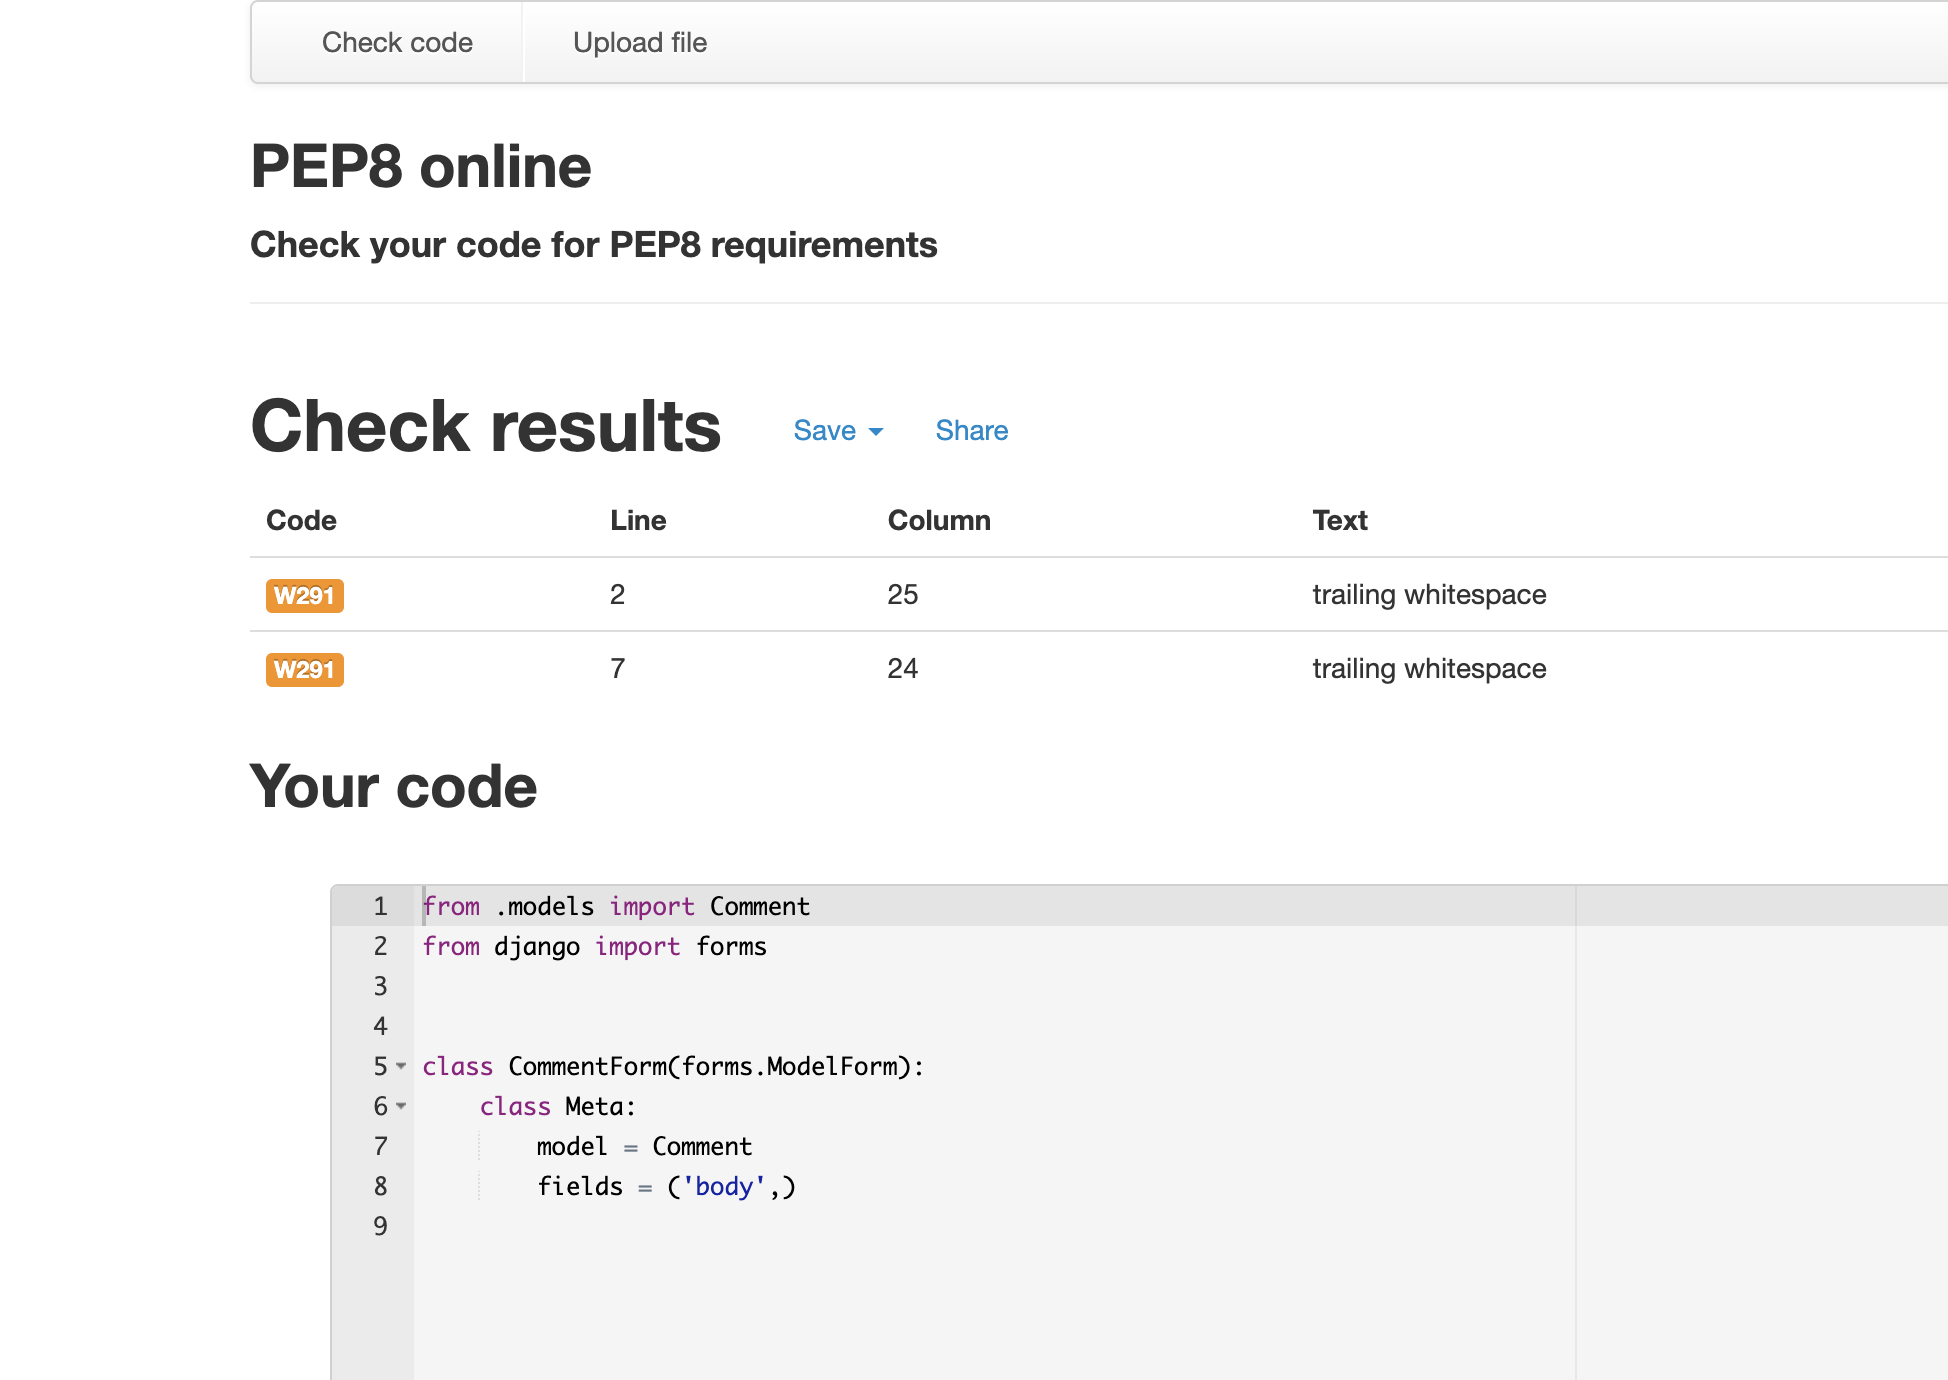 Check code Upload file
PEP8 online
Check your code for PEP8 requirements
Check results Save Share
Code Line Column Text
W291 2 25 trailing whitespace
W291 7 24 trailing whitespace
Your code
1 from .models import Comment
2 from django import forms
3
4
5 class CommentForm(forms.ModelForm):
6     class Meta:
7         model = Comment
8         fields = ('body',)
9